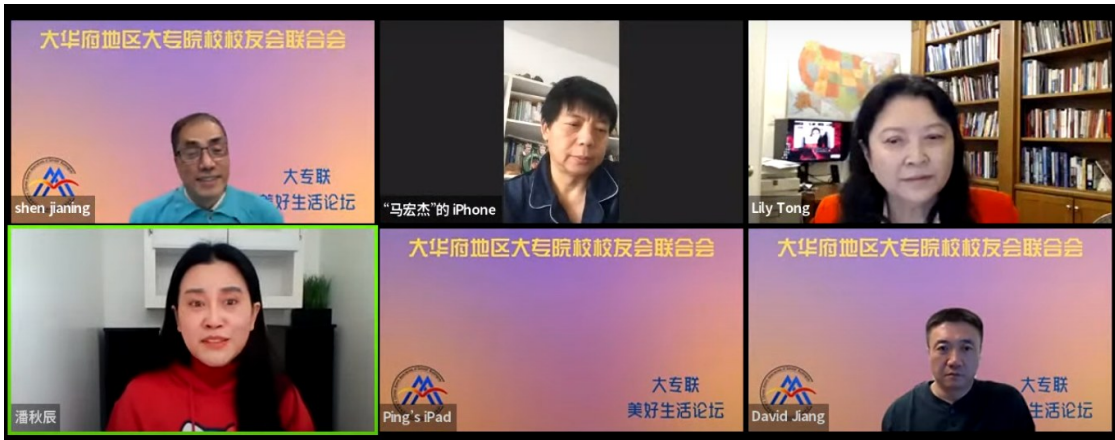 大华府地区大专院校校友会联合会
大专联
美好生活论坛
shen jianing
“马宏杰”的 iPhone
Lily Tong
潘秋辰
大华府地区大专院校校友会联合会
大专联
美好生活论坛
Ping's iPad
大华府地区大专院校校友会联合会
大专联
生活论坛
David Jiang